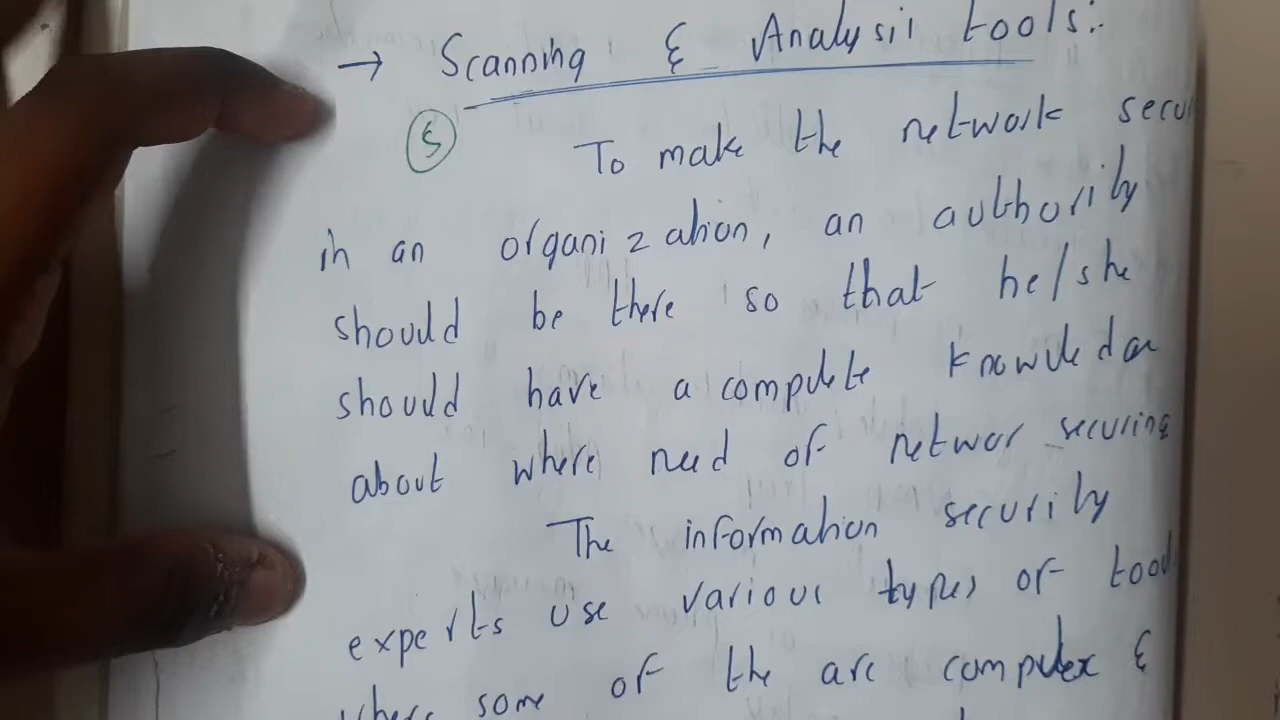 → Scanning & Analysis tools:-
⑤ To make the network secu
in an organization, an authority
should be there so that he/she
should have a complete knowledge
about where need of networ securing
The information security
experts use various types of tools
where some of the are complex &